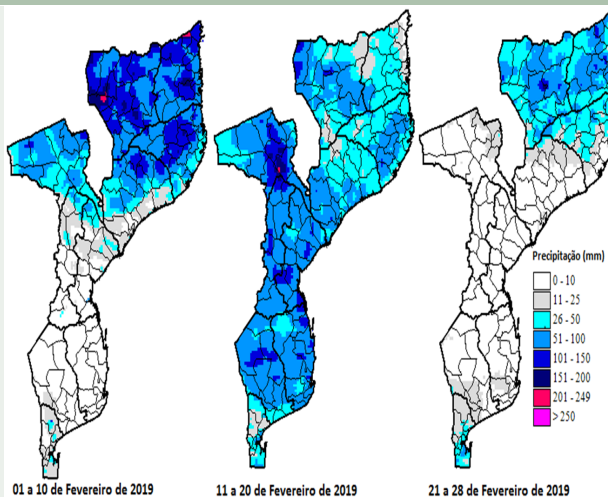 Precipitação (mm)
0 - 10
11 - 25
26 - 50
51 - 100
101 - 150
151 - 200
201 - 249
> 250
01 a 10 de Fevereiro de 2019
11 a 20 de Fevereiro de 2019
21 a 28 de Fevereiro de 2019